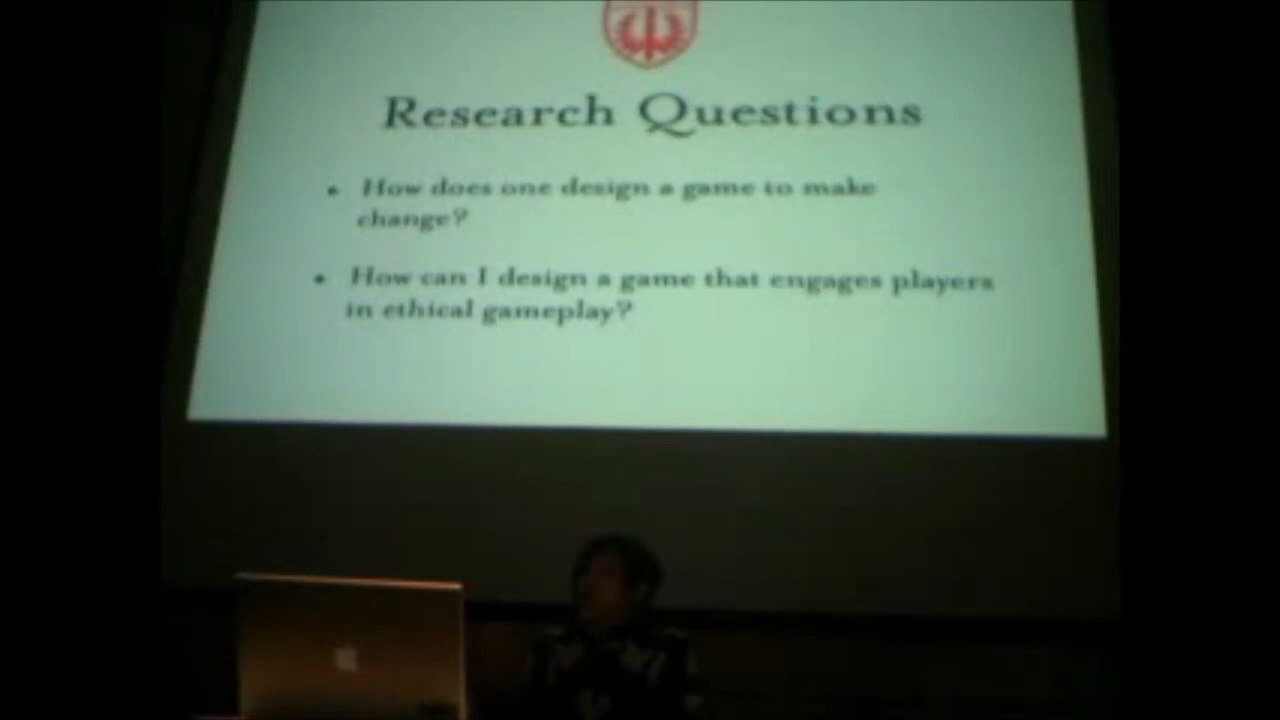 Research Questions
• How does one design a game to make
change?
• How can I design a game that engages players
in ethical gameplay?